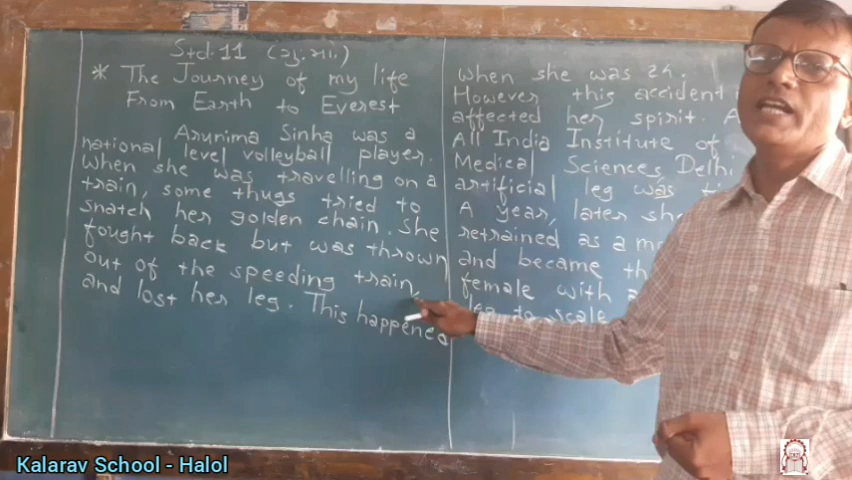 Std. 11 (ગુ.મા.)
* The Journey of my life
From Earth to Everest
Arunima Sinha was a
national level volleyball player.
When she was travelling on a
train, some thugs tried to
snatch her golden chain. She
fought back but was thrown
out of the speeding train,
and lost her leg. This happened
when she was 24.
However this accident
affected her spirit. A
All India Institute of
Medical Sciences, Delhi
artificial leg was
A year, later she
retrained as a
and became
female with
leg to scale
Kalarav School - Halol